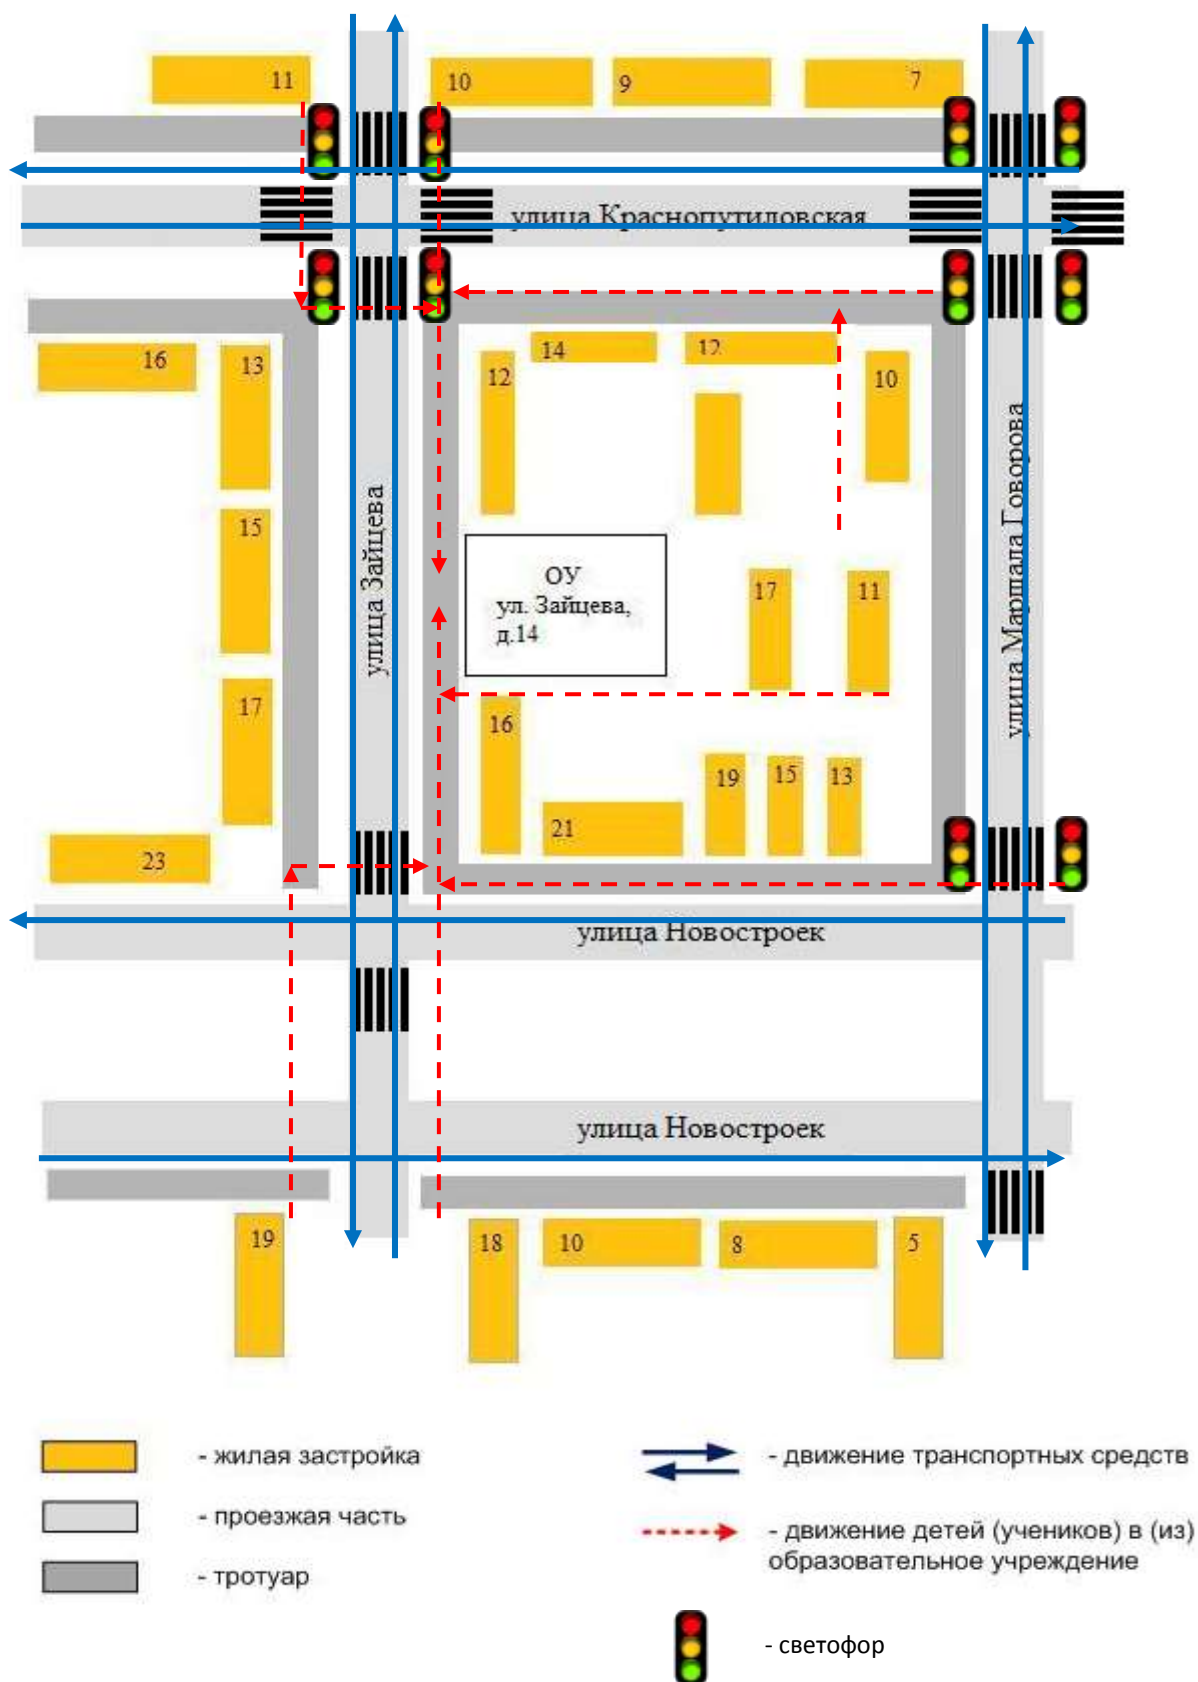 11
10
9
7
улица Краснопутиловская
16
13
12
14
12
10
улица Зайцева
улица Маршала Говорова
15
ОУ
ул. Зайцева,
д.14
17
11
17
16
19
15
13
21
23
улица Новостроек
улица Новостроек
19
18
10
8
5
- жилая застройка
- проезжая часть
- тротуар
- движение транспортных средств
- движение детей (учеников) в (из)
образовательное учреждение
- светофор